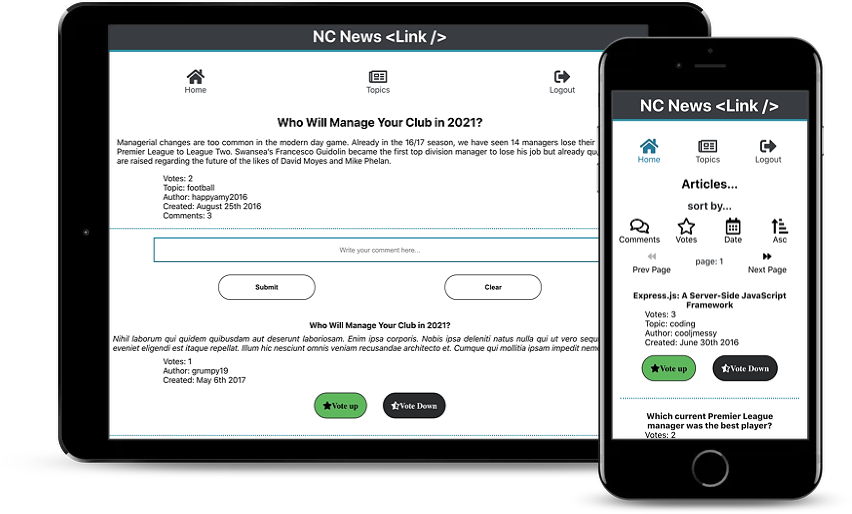 NC News <Link />
Home
Topics
Logout
Who Will Manage Your Club in 2021?
Managerial changes are too common in the modern day game. Already in the 16/17 season, we have seen 14 managers lose their
Premier League to League Two. Swansea's Francesco Guidolin became the first top division manager to lose his job but already
are raised regarding the future of the likes of David Moyes and Mike Phelan.
Votes: 2
Topic: football
Author: happyamy2016
Created: August 25th 2016
Comments: 3
Write your comment here...
Submit
Clear
Who Will Manage Your Club in 2021?
Nihil laborum qui quidem quibusdam aut deserunt laboriosam. Enim ipsa corporis. Nobis ipsa deleniti natus nulla qui ut vero
eveniet eligendi est itaque repellat. Illum hic nesciunt omnis veniam recusandae architecto et. Cumque qui mollitia ipsam impedit
Votes: 1
Author: grumpy19
Created: May 6th 2017
Vote up
Vote Down
NC News <Link />
Home
Topics
Logout
Articles...
sort by...
Comments
Votes
Date
Asc
Prev Page
page: 1
Next Page
Express.js: A Server-Side JavaScript
Framework
Votes: 3
Topic: coding
Author: cooljmessy
Created: June 30th 2016
Vote up
Vote Down
Which current Premier League
manager was the best player?
Votes: 2